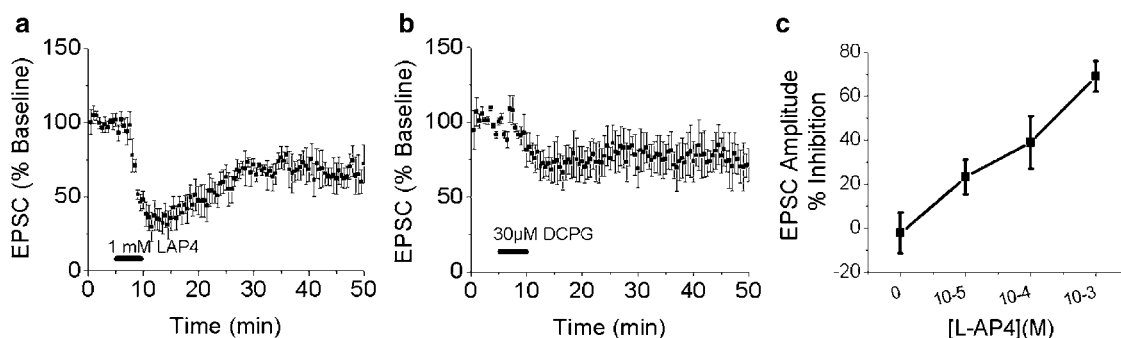 a
EPSC (% Baseline)
150
100
50
0
1 mM LAP4
0 10 20 30 40 50
Time (min)
b
EPSC (% Baseline)
150
100
50
0
30µM DCPG
0 10 20 30 40 50
Time (min)
c
EPSC Amplitude
% Inhibition
80
60
40
20
0
-20
0 10-5 10-4 10-3
[L-AP4](M)